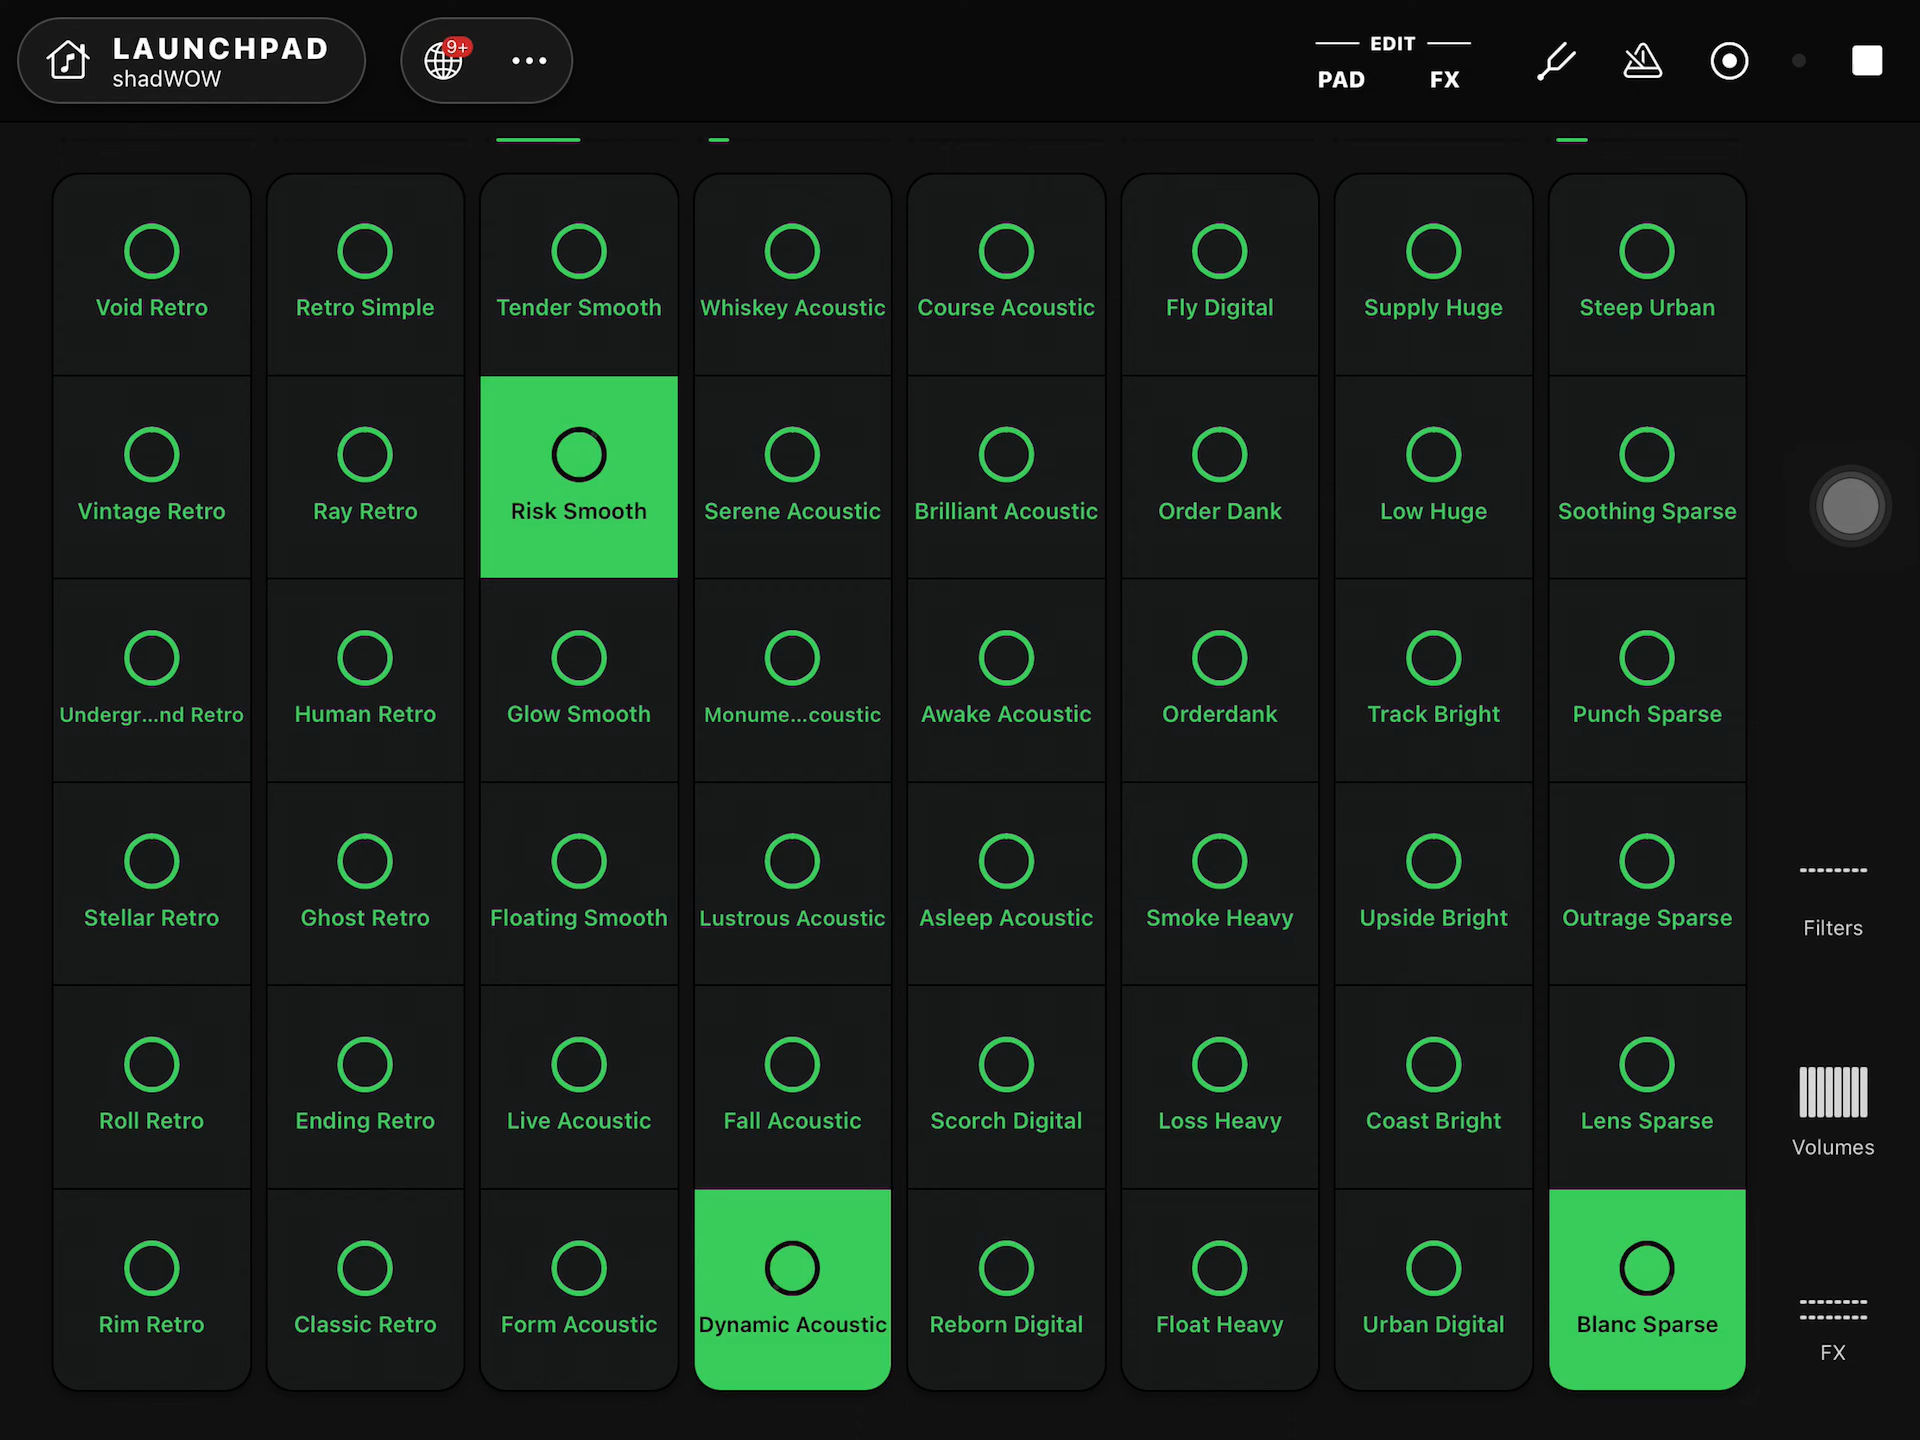 LAUNCHPAD
shadWOW
9+
EDIT
PAD FX
Void Retro
Retro Simple
Tender Smooth
Whiskey Acoustic
Course Acoustic
Fly Digital
Supply Huge
Steep Urban
Vintage Retro
Ray Retro
Risk Smooth
Serene Acoustic
Brilliant Acoustic
Order Dank
Low Huge
Soothing Sparse
Undergr...nd Retro
Human Retro
Glow Smooth
Monume...coustic
Awake Acoustic
Orderdank
Track Bright
Punch Sparse
Stellar Retro
Ghost Retro
Floating Smooth
Lustrous Acoustic
Asleep Acoustic
Smoke Heavy
Upside Bright
Outrage Sparse
Filters
Roll Retro
Ending Retro
Live Acoustic
Fall Acoustic
Scorch Digital
Loss Heavy
Coast Bright
Lens Sparse
Volumes
Rim Retro
Classic Retro
Form Acoustic
Dynamic Acoustic
Reborn Digital
Float Heavy
Urban Digital
Blanc Sparse
FX